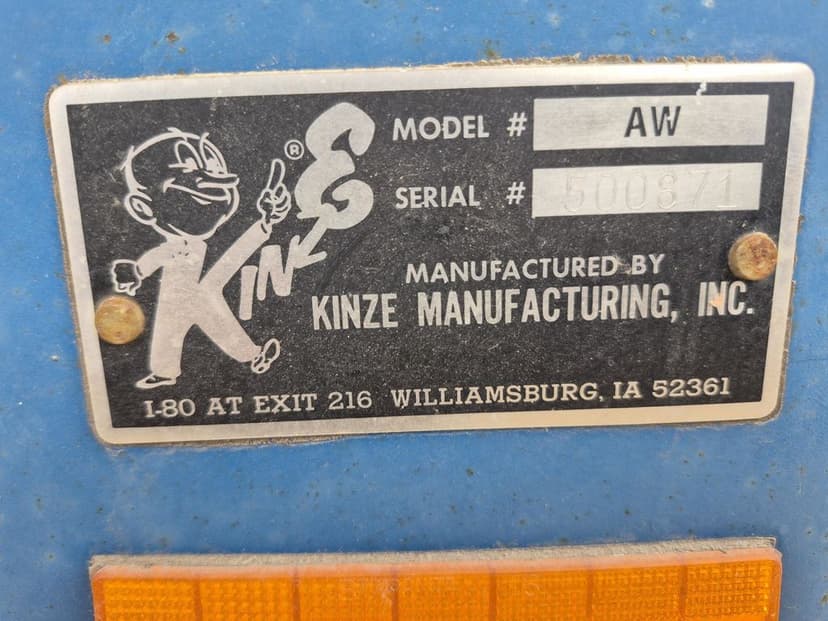 KINZE ®
MODEL # AW
SERIAL # 500871
MANUFACTURED BY
KINZE MANUFACTURING, INC.
I-80 AT EXIT 216 WILLIAMSBURG, IA 52361